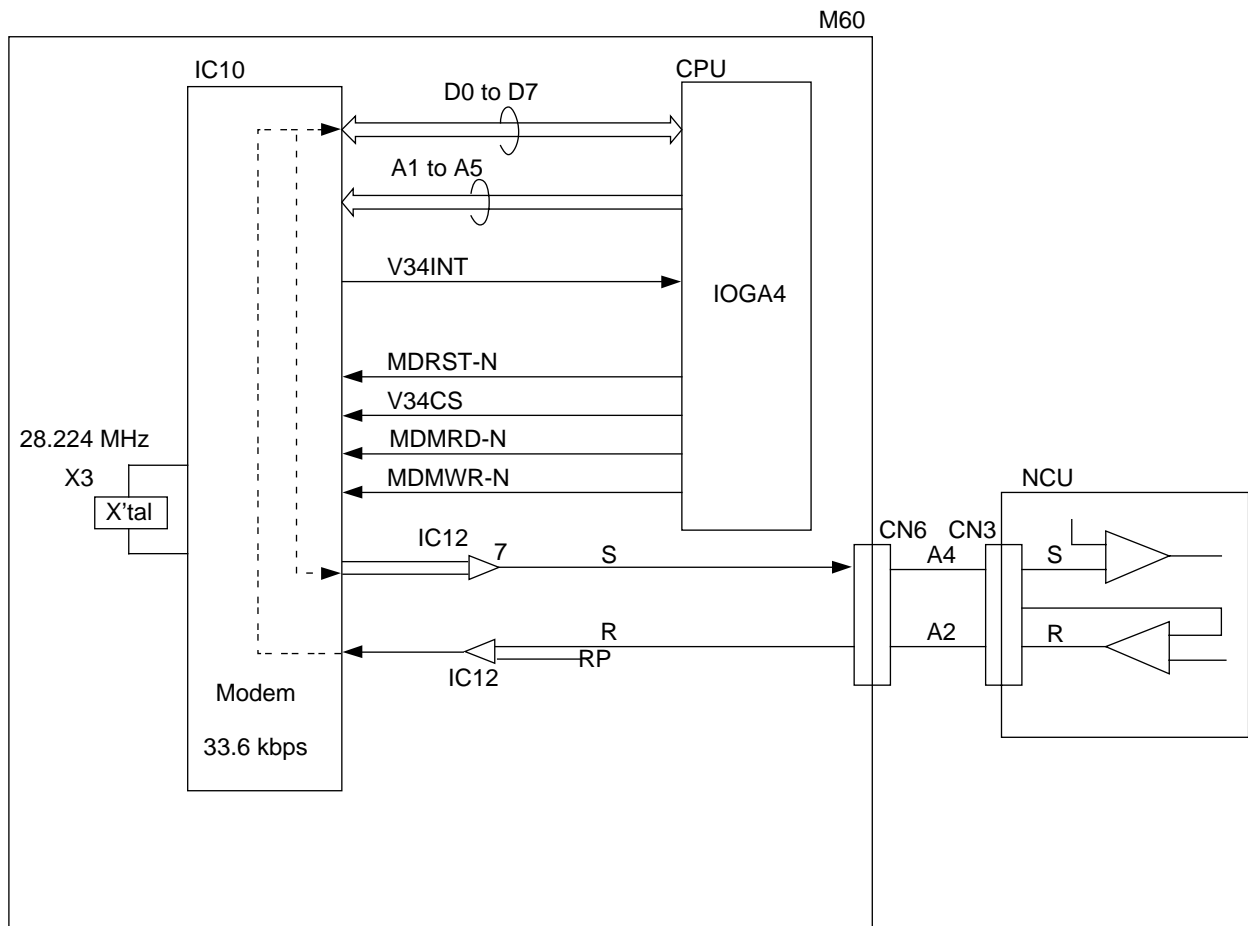 M60
IC10
CPU
D0 to D7
A1 to A5
V34INT
IOGA4
MDRST-N
V34CS
28.224 MHz
MDMRD-N
X3
MDMWR-N
NCU
X'tal
IC12
7
S
CN6
CN3
A4
S
R
A2
R
RP
IC12
Modem
33.6 kbps